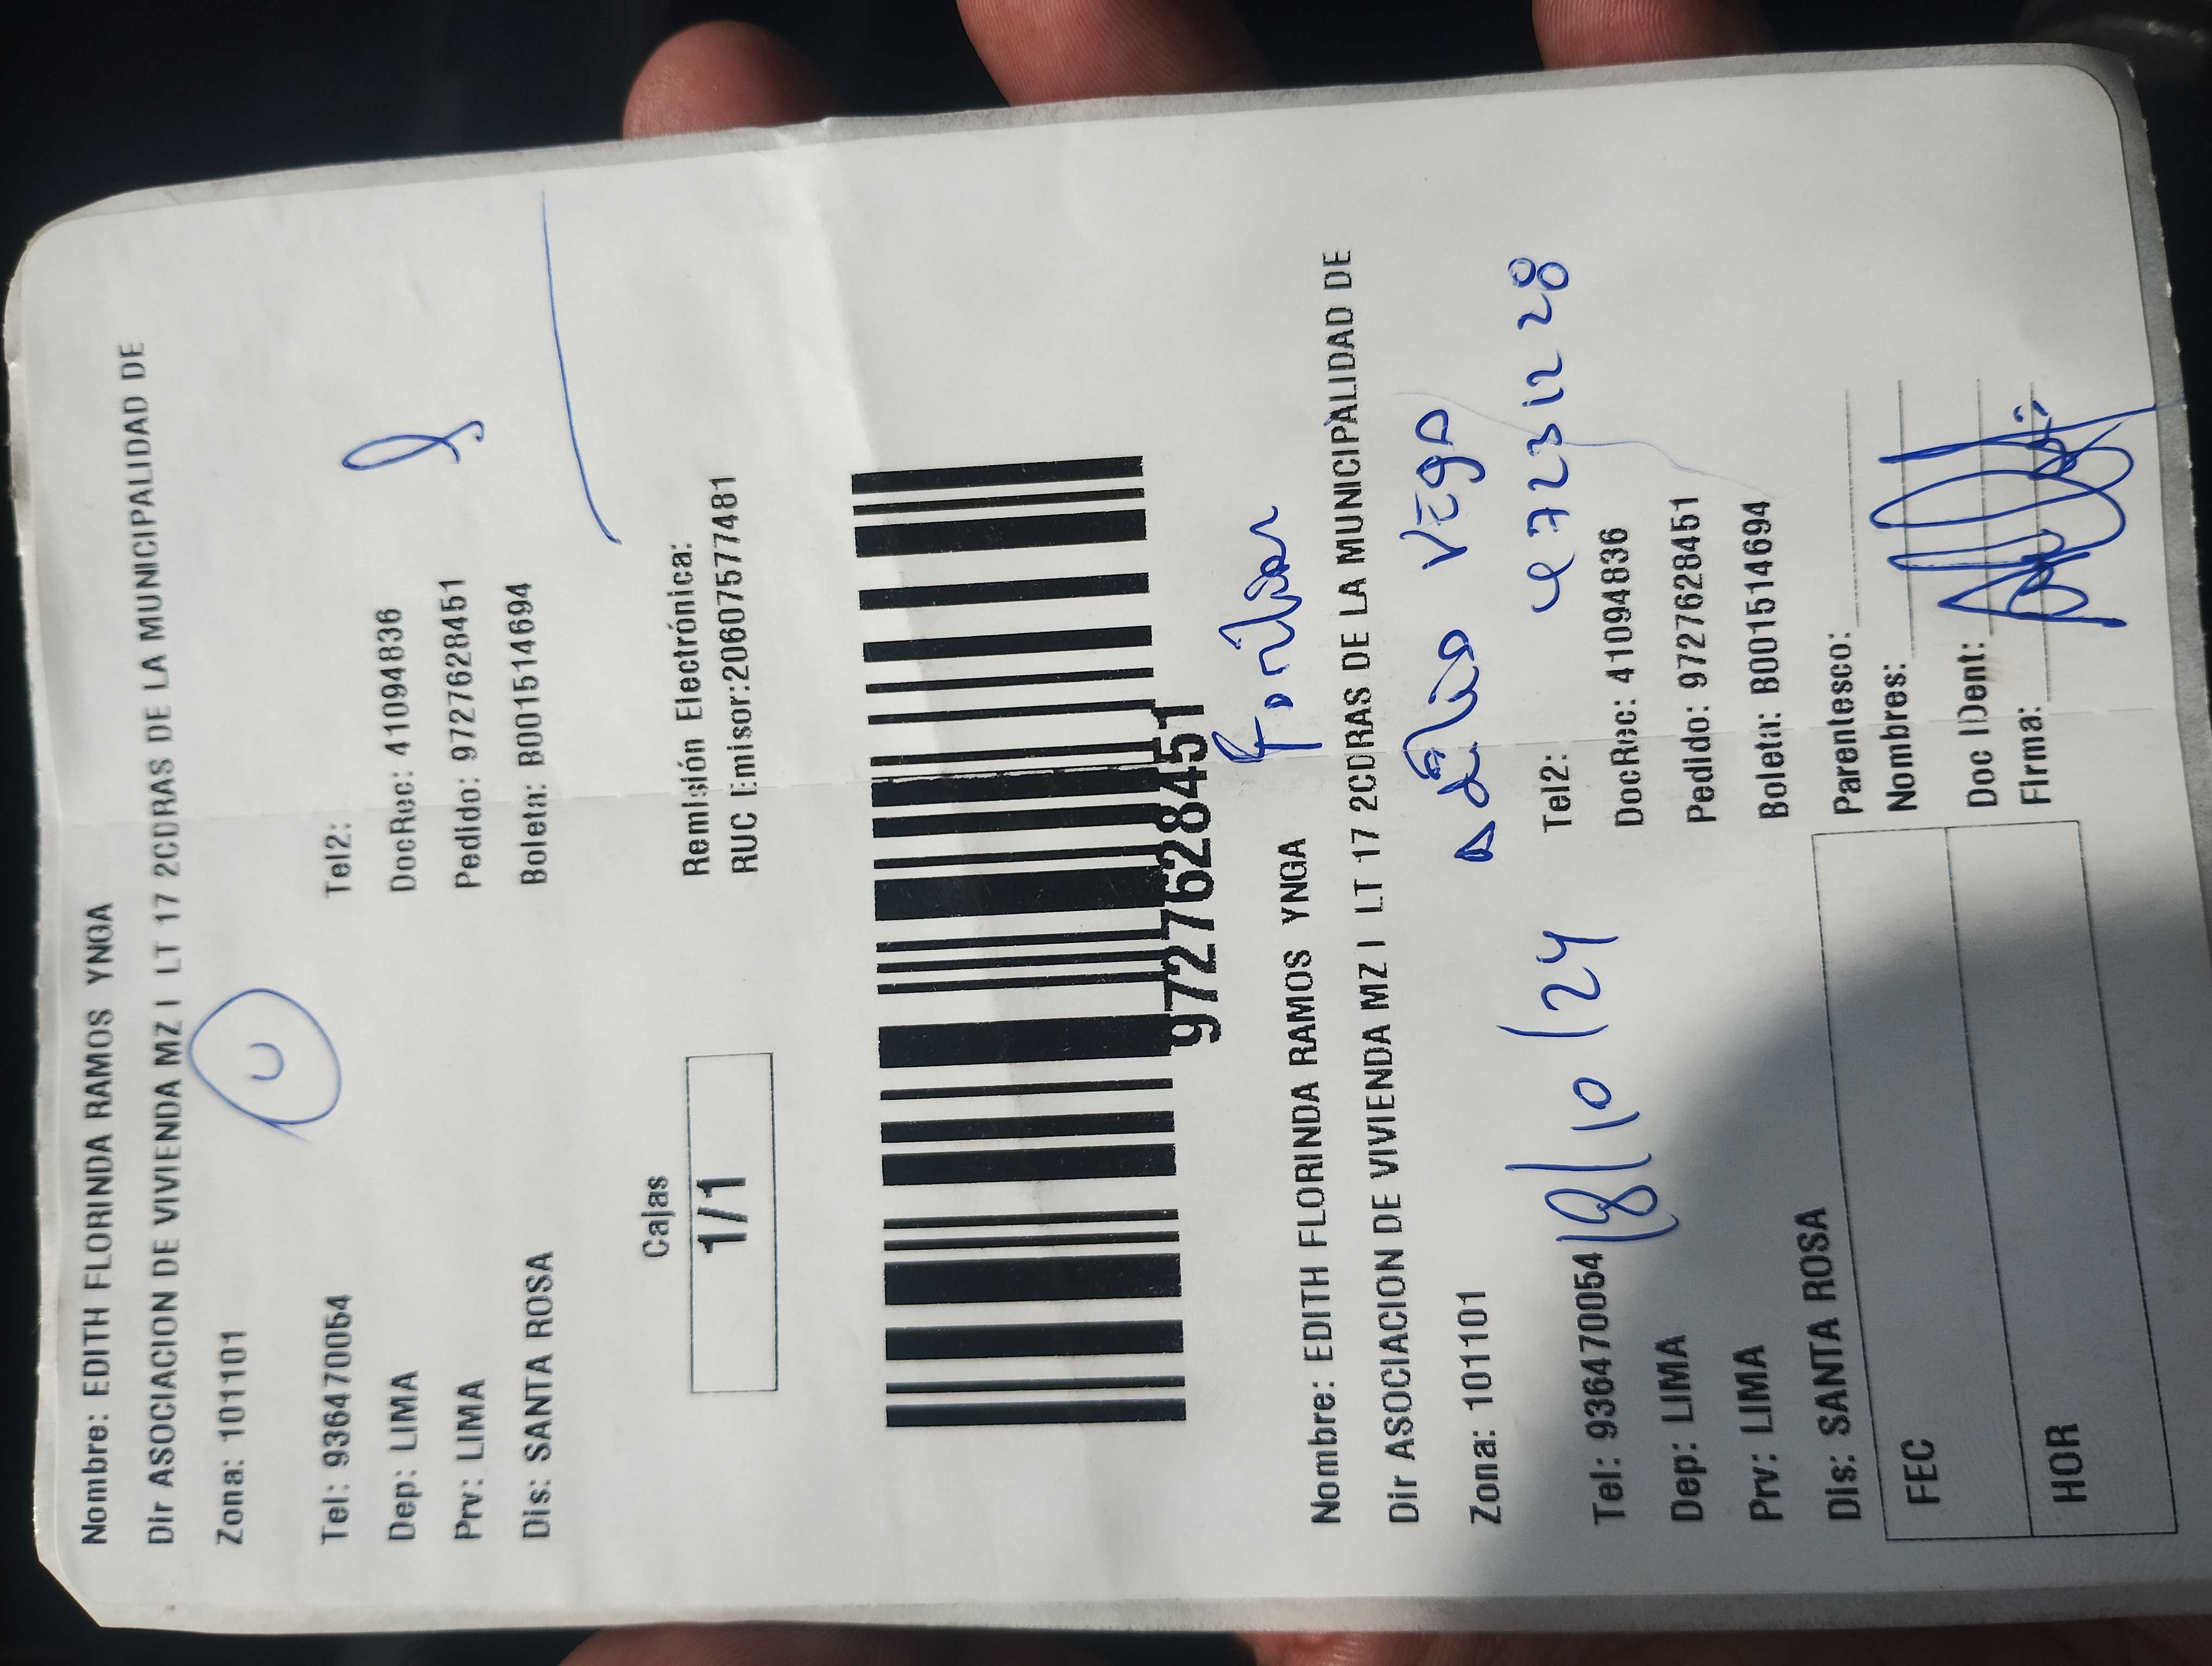 Nombre: EDITH FLORINDA RAMOS YNGA
Dir ASOCIACION DE VIVIENDA MZ I LT 17 2CDRAS DE LA MUNICIPALIDAD DE
Zona: 101101
Tel: 936470054 Tel2:
Dep: LIMA DocRec: 41094836
Prv: LIMA Pedido: 9727628451
Dis: SANTA ROSA Boleta: B001514694
Cajas
1/1
Remisión Electrónica:
RUC Emisor:20607577481
9727628451
Nombre: EDITH FLORINDA RAMOS YNGA
Dir ASOCIACION DE VIVIENDA MZ I LT 17 2CDRAS DE LA MUNICIPALIDAD DE
Zona: 101101 VEgA
18/10/24
Tel: 936470054 Tel2:
Dep: LIMA DocRec: 41094836
Prv: LIMA Pedido: 9727628451
Dis: SANTA ROSA Boleta: B001514694
FEC
HOR
Parentesco:
Nombres:
Doc IDent:
Firma: